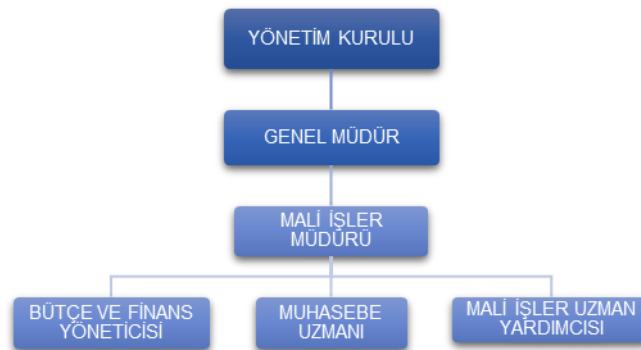 YÖNETİM KURULU
GENEL MÜDÜR
MALİ İŞLER
MÜDÜRÜ
BÜTÇE VE FİNANS
YÖNETİCİSİ
MUHASEBE
UZMANI
MALİ İŞLER UZMAN
YARDIMCISI